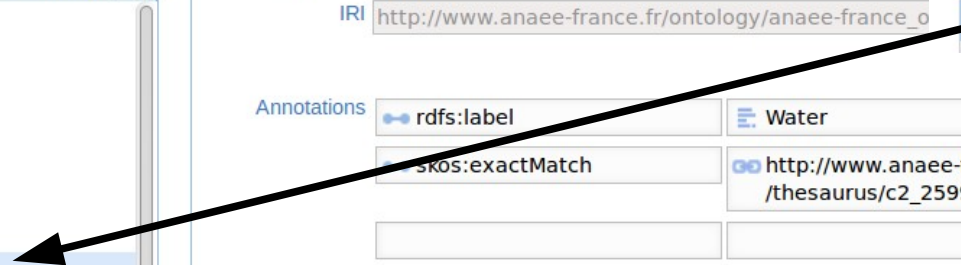 IRI http://www.anaee-france.fr/ontology/anaee-france_o
Annotations rdfs:label Water
skos:exactMatch http://www.anaee-
/thesaurus/c2_259